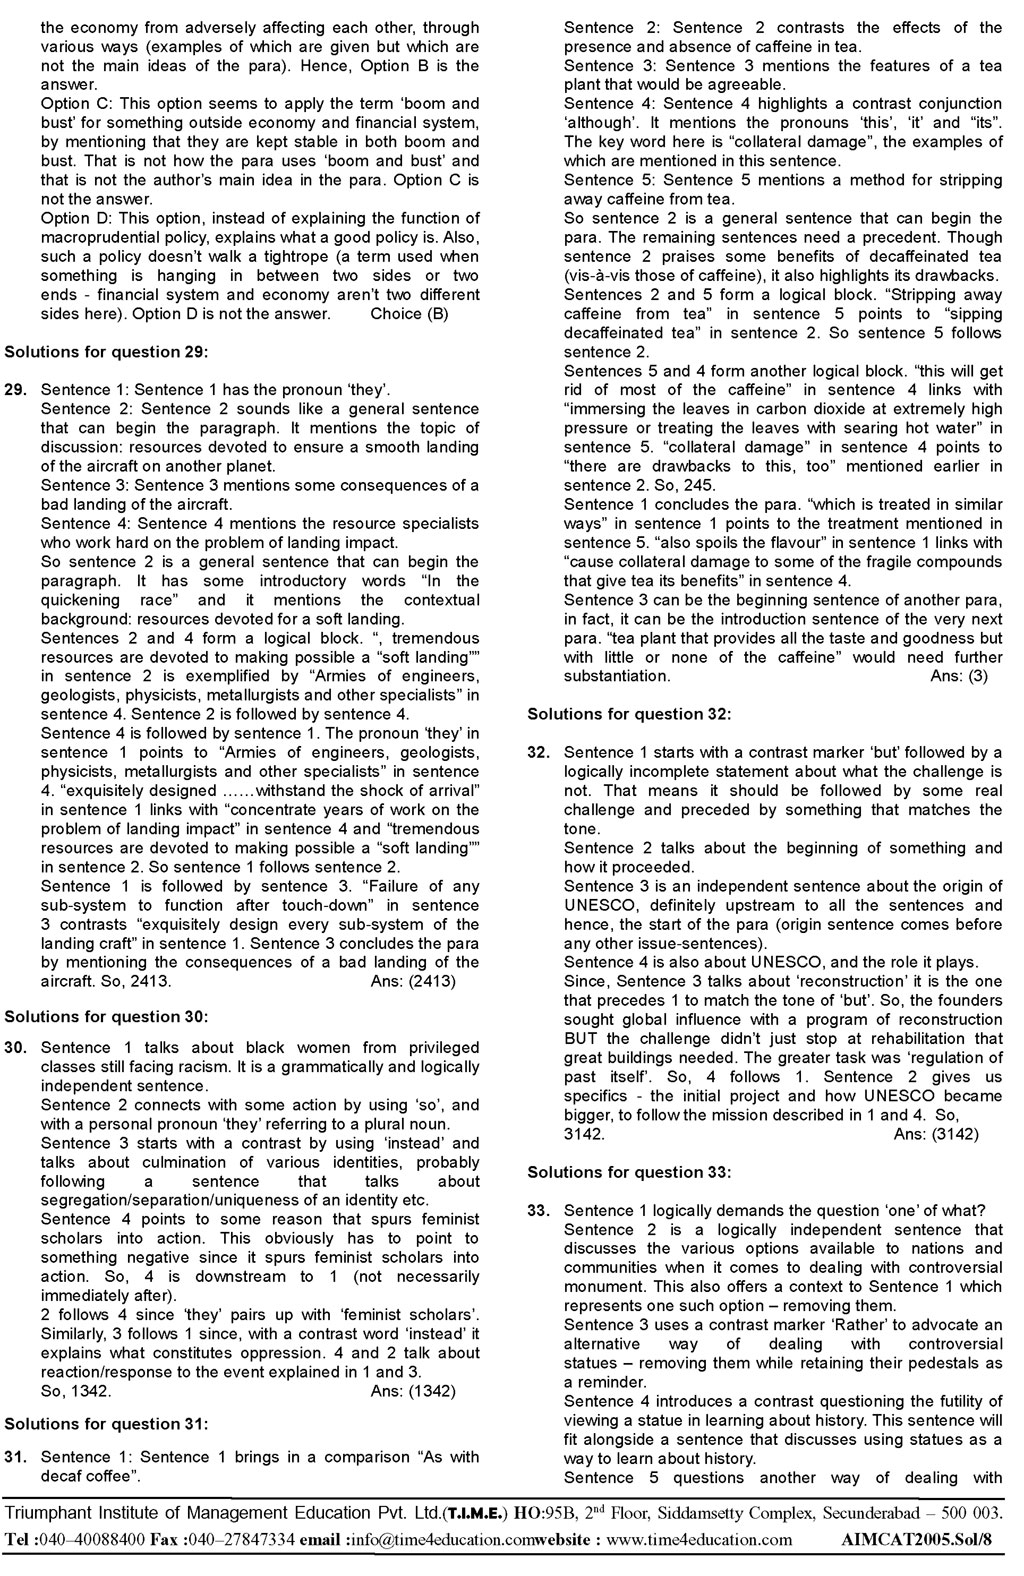 the economy from adversely affecting each other, through
various ways (examples of which are given but which are
not the main ideas of the para). Hence, Option B is the
answer.
Option C: This option seems to apply the term ‘boom and
bust’ for something outside economy and financial system,
by mentioning that they are kept stable in both boom and
bust. That is not how the para uses ‘boom and bust’ and
that is not the author’s main idea in the para. Option C is
not the answer.
Option D: This option, instead of explaining the function of
macroprudential policy, explains what a good policy is. Also,
such a policy doesn’t walk a tightrope (a term used when
something is hanging in between two sides or two
ends - financial system and economy aren’t two different
sides here). Option D is not the answer. Choice (B)
Solutions for question 29:
29. Sentence 1: Sentence 1 has the pronoun ‘they’.
Sentence 2: Sentence 2 sounds like a general sentence
that can begin the paragraph. It mentions the topic of
discussion: resources devoted to ensure a smooth landing
of the aircraft on another planet.
Sentence 3: Sentence 3 mentions some consequences of a
bad landing of the aircraft.
Sentence 4: Sentence 4 mentions the resource specialists
who work hard on the problem of landing impact.
So sentence 2 is a general sentence that can begin the
paragraph. It has some introductory words “In the
quickening race” and it mentions the contextual
background: resources devoted for a soft landing.
Sentences 2 and 4 form a logical block. “, tremendous
resources are devoted to making possible a “soft landing””
in sentence 2 is exemplified by “Armies of engineers,
geologists, physicists, metallurgists and other specialists” in
sentence 4. Sentence 2 is followed by sentence 4.
Sentence 4 is followed by sentence 1. The pronoun ‘they’ in
sentence 1 points to “Armies of engineers, geologists,
physicists, metallurgists and other specialists” in sentence
4. “exquisitely designed ……withstand the shock of arrival”
in sentence 1 links with “concentrate years of work on the
problem of landing impact” in sentence 4 and “tremendous
resources are devoted to making possible a “soft landing””
in sentence 2. So sentence 1 follows sentence 2.
Sentence 1 is followed by sentence 3. “Failure of any
sub-system to function after touch-down” in sentence
3 contrasts “exquisitely design every sub-system of the
landing craft” in sentence 1. Sentence 3 concludes the para
by mentioning the consequences of a bad landing of the
aircraft. So, 2413. Ans: (2413)
Solutions for question 30:
30. Sentence 1 talks about black women from privileged
classes still facing racism. It is a grammatically and logically
independent sentence.
Sentence 2 connects with some action by using ‘so’, and
with a personal pronoun ‘they’ referring to a plural noun.
Sentence 3 starts with a contrast by using ‘instead’ and
talks about culmination of various identities, probably
following a sentence that talks about
segregation/separation/uniqueness of an identity etc.
Sentence 4 points to some reason that spurs feminist
scholars into action. This obviously has to point to
something negative since it spurs feminist scholars into
action. So, 4 is downstream to 1 (not necessarily
immediately after).
2 follows 4 since ‘they’ pairs up with ‘feminist scholars’.
Similarly, 3 follows 1 since, with a contrast word ‘instead’ it
explains what constitutes oppression. 4 and 2 talk about
reaction/response to the event explained in 1 and 3.
So, 1342. Ans: (1342)
Solutions for question 31:
31. Sentence 1: Sentence 1 brings in a comparison “As with
decaf coffee”.
Sentence 2: Sentence 2 contrasts the effects of the
presence and absence of caffeine in tea.
Sentence 3: Sentence 3 mentions the features of a tea
plant that would be agreeable.
Sentence 4: Sentence 4 highlights a contrast conjunction
‘although’. It mentions the pronouns ‘this’, ‘it’ and “its”.
The key word here is “collateral damage”, the examples of
which are mentioned in this sentence.
Sentence 5: Sentence 5 mentions a method for stripping
away caffeine from tea.
So sentence 2 is a general sentence that can begin the
para. The remaining sentences need a precedent. Though
sentence 2 praises some benefits of decaffeinated tea
(vis-à-vis those of caffeine), it also highlights its drawbacks.
Sentences 2 and 5 form a logical block. “Stripping away
caffeine from tea” in sentence 5 points to “sipping
decaffeinated tea” in sentence 2. So sentence 5 follows
sentence 2.
Sentences 5 and 4 form another logical block. “this will get
rid of most of the caffeine” in sentence 4 links with
“immersing the leaves in carbon dioxide at extremely high
pressure or treating the leaves with searing hot water” in
sentence 5. “collateral damage” in sentence 4 points to
“there are drawbacks to this, too” mentioned earlier in
sentence 2. So, 245.
Sentence 1 concludes the para. “which is treated in similar
ways” in sentence 1 points to the treatment mentioned in
sentence 5. “also spoils the flavour” in sentence 1 links with
“cause collateral damage to some of the fragile compounds
that give tea its benefits” in sentence 4.
Sentence 3 can be the beginning sentence of another para,
in fact, it can be the introduction sentence of the very next
para. “tea plant that provides all the taste and goodness but
with little or none of the caffeine” would need further
substantiation. Ans: (3)
Solutions for question 32:
32. Sentence 1 starts with a contrast marker ‘but’ followed by a
logically incomplete statement about what the challenge is
not. That means it should be followed by some real
challenge and preceded by something that matches the
tone.
Sentence 2 talks about the beginning of something and
how it proceeded.
Sentence 3 is an independent sentence about the origin of
UNESCO, definitely upstream to all the sentences and
hence, the start of the para (origin sentence comes before
any other issue-sentences).
Sentence 4 is also about UNESCO, and the role it plays.
Since, Sentence 3 talks about ‘reconstruction’ it is the one
that precedes 1 to match the tone of ‘but’. So, the founders
sought global influence with a program of reconstruction
BUT the challenge didn’t just stop at rehabilitation that
great buildings needed. The greater task was ‘regulation of
past itself’. So, 4 follows 1. Sentence 2 gives us
specifics - the initial project and how UNESCO became
bigger, to follow the mission described in 1 and 4. So,
3142. Ans: (3142)
Solutions for question 33:
33. Sentence 1 logically demands the question ‘one’ of what?
Sentence 2 is a logically independent sentence that
discusses the various options available to nations and
communities when it comes to dealing with controversial
monument. This also offers a context to Sentence 1 which
represents one such option – removing them.
Sentence 3 uses a contrast marker ‘Rather’ to advocate an
alternative way of dealing with controversial
statues – removing them while retaining their pedestals as
a reminder.
Sentence 4 introduces a contrast questioning the futility of
viewing a statue in learning about history. This sentence will
fit alongside a sentence that discusses using statues as a
way to learn about history.
Sentence 5 questions another way of dealing with
Triumphant Institute of Management Education Pvt. Ltd.(T.I.M.E.) HO:95B, 2nd Floor, Siddamsetty Complex, Secunderabad – 500 003.
Tel :040–40088400 Fax :040–27847334 email :info@time4education.comwebsite : www.time4education.com AIMCAT2005.Sol/8